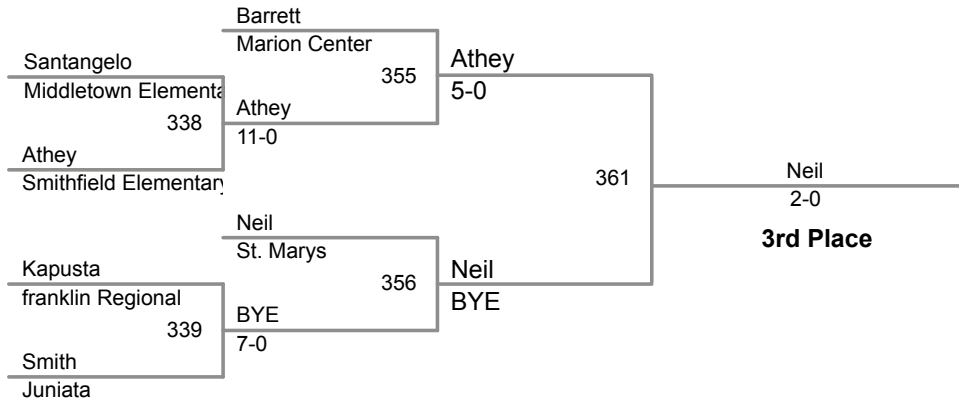 Barrett
Marion Center
Santangelo
Middletown Elementa
338
Athey
Smithfield Elementary
Athey
11-0
355
Athey
5-0
361
Neil
2-0
3rd Place
Neil
St. Marys
Kapusta
franklin Regional
339
Smith
Juniata
BYE
7-0
356
Neil
BYE